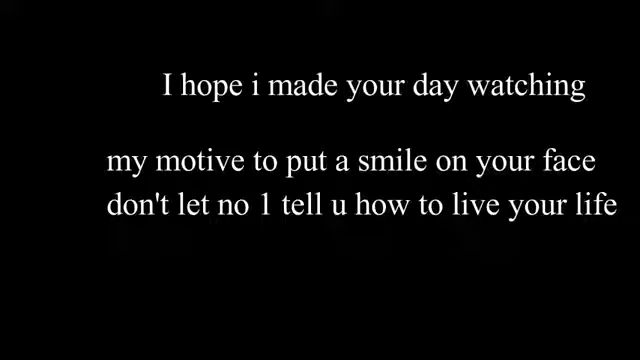 I hope i made your day watching
my motive to put a smile on your face
don't let no 1 tell u how to live your life